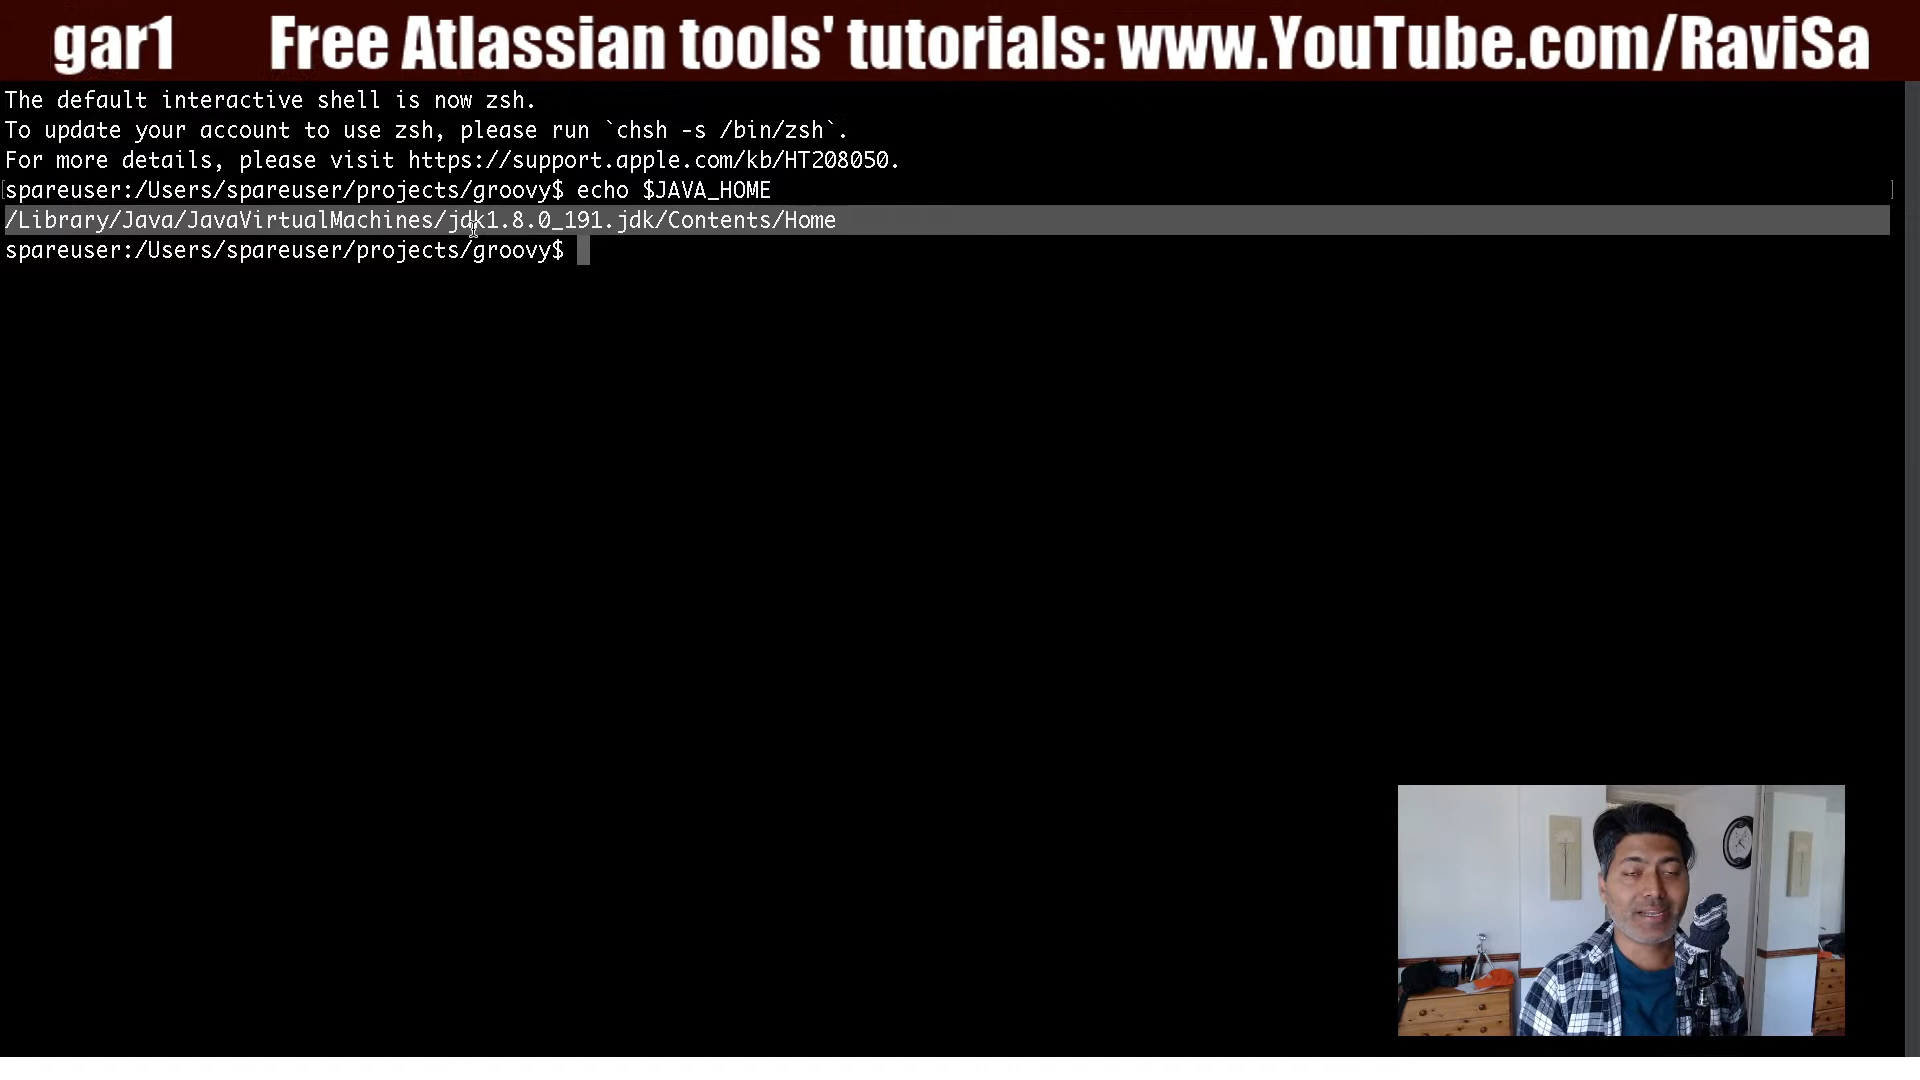 gar1 Free Atlassian tools' tutorials: www.YouTube.com/RaviSa
The default interactive shell is now zsh.
To update your account to use zsh, please run `chsh -s /bin/zsh`.
For more details, please visit https://support.apple.com/kb/HT208050.
[spareuser:/Users/spareuser/projects/groovy$ echo $JAVA_HOME ]
/Library/Java/JavaVirtualMachines/jdk1.8.0_191.jdk/Contents/Home
spareuser:/Users/spareuser/projects/groovy$